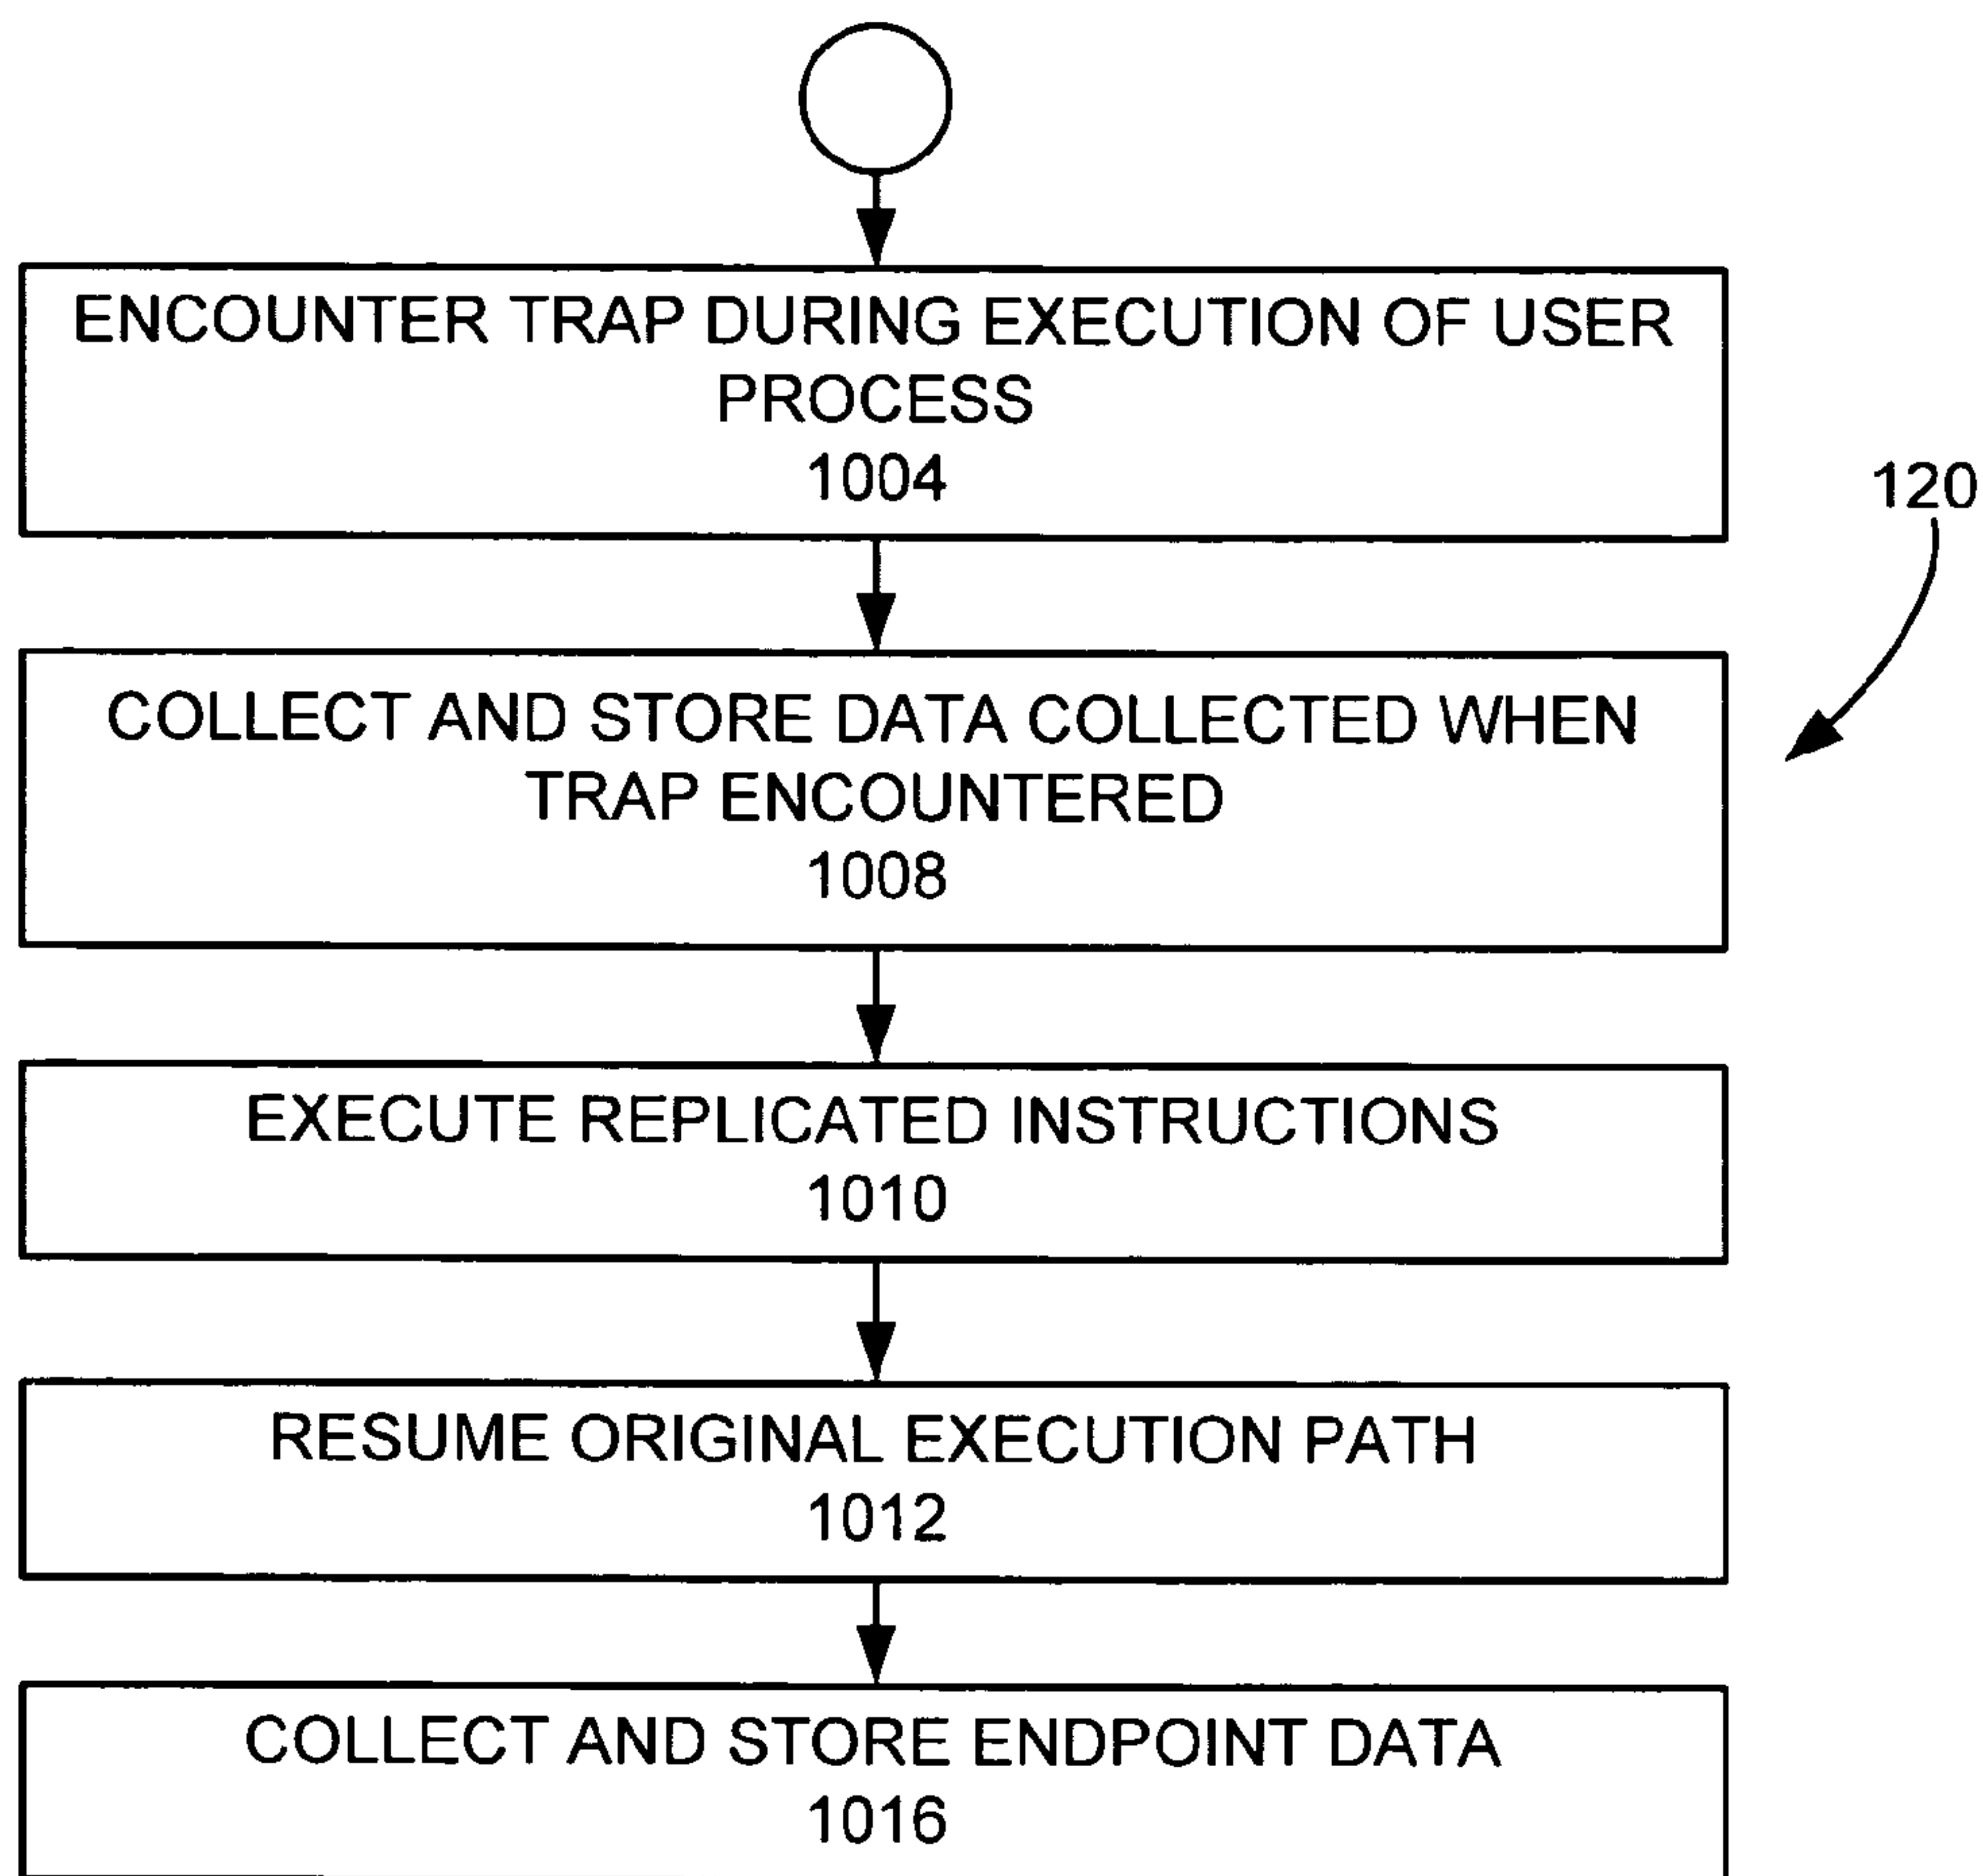 ENCOUNTER TRAP DURING EXECUTION OF USER
PROCESS
1004
120
COLLECT AND STORE DATA COLLECTED WHEN
TRAP ENCOUNTERED
1008
EXECUTE REPLICATED INSTRUCTIONS
1010
RESUME ORIGINAL EXECUTION PATH
1012
COLLECT AND STORE ENDPOINT DATA
1016